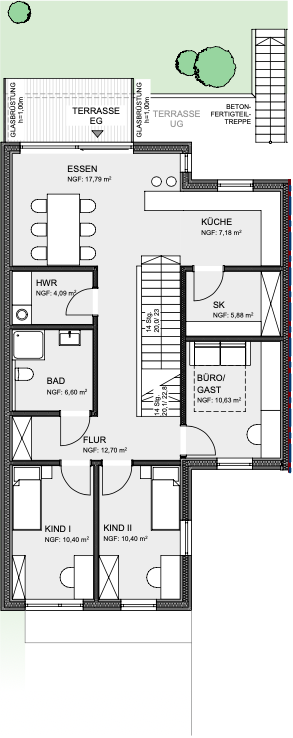 GLASBRÜSTUNG
h=1,00m
TERRASSE
EG
GLASBRÜSTUNG
h=1,00m
TERRASSE
UG
BETON-
FERTIGTEIL-
TREPPE
ESSEN
NGF: 17,79 m²
KÜCHE
NGF: 7,18 m²
HWR
NGF: 4,09 m²
14 Stg.
20,0/ 23
SK
NGF: 5,88 m²
BAD
NGF: 6,60 m²
14 Stg.
20,1/ 22,8
BÜRO/
GAST
NGF: 10,63 m²
FLUR
NGF: 12,70 m²
KIND I
NGF: 10,40 m²
KIND II
NGF: 10,40 m²